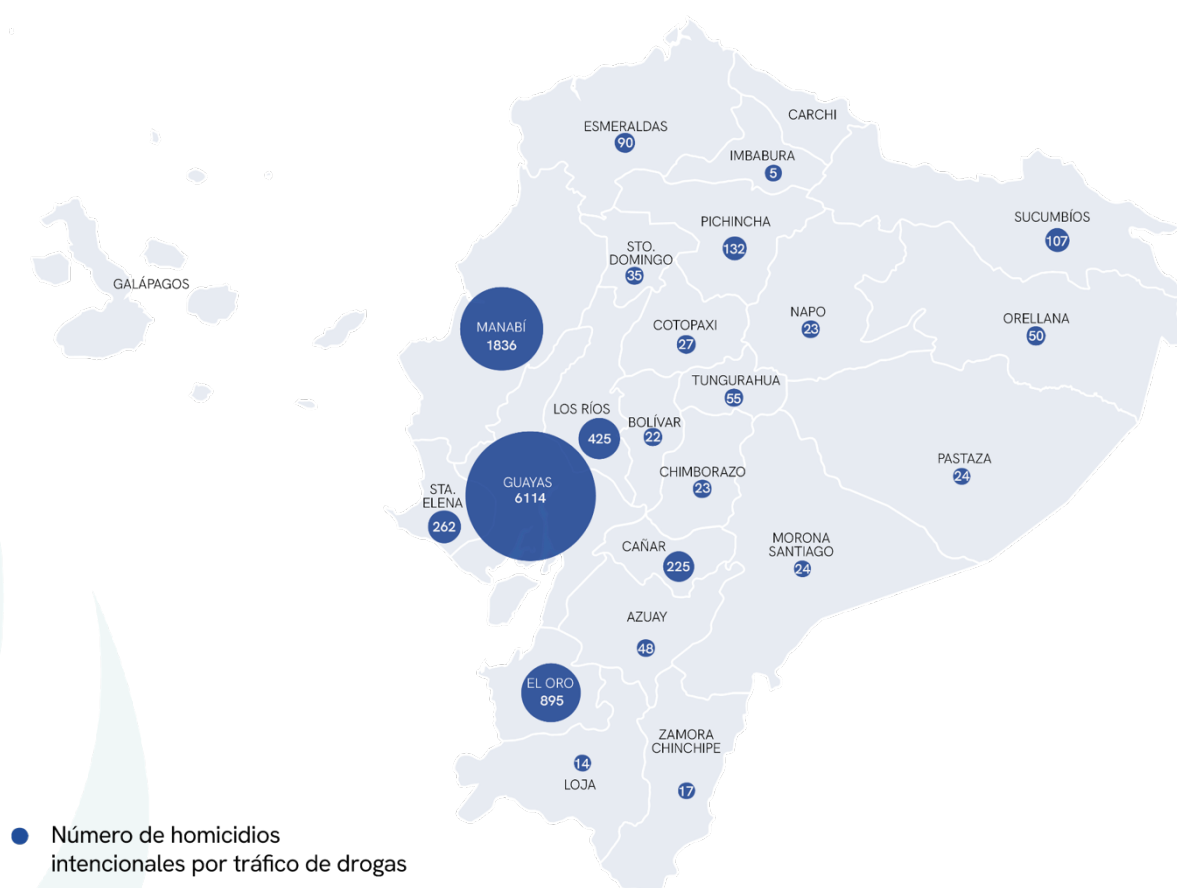 CARCHI
ESMERALDAS
90
IMBABURA
5
PICHINCHA
132
SUCUMBÍOS
107
STO.
DOMINGO
35
GALÁPAGOS
MANABÍ
1836
COTOPAXI
27
NAPO
23
ORELLANA
50
TUNGURAHUA
55
LOS RÍOS
425
BOLÍVAR
22
CHIMBORAZO
23
PASTAZA
24
GUAYAS
6114
STA.
ELENA
262
CAÑAR
225
MORONA
SANTIAGO
24
AZUAY
48
EL ORO
895
ZAMORA
CHINCHIPE
17
14
LOJA
Número de homicidios
intencionales por tráfico de drogas